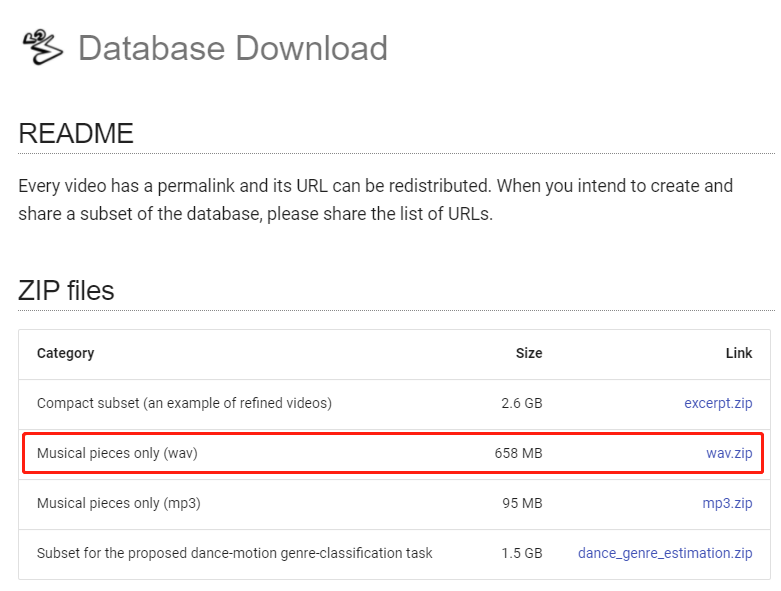 Database Download
README
Every video has a permalink and its URL can be redistributed. When you intend to create and
share a subset of the database, please share the list of URLs.
ZIP files
Category Size Link
Compact subset (an example of refined videos) 2.6 GB excerpt.zip
Musical pieces only (wav) 658 MB wav.zip
Musical pieces only (mp3) 95 MB mp3.zip
Subset for the proposed dance-motion genre-classification task 1.5 GB dance_genre_estimation.zip